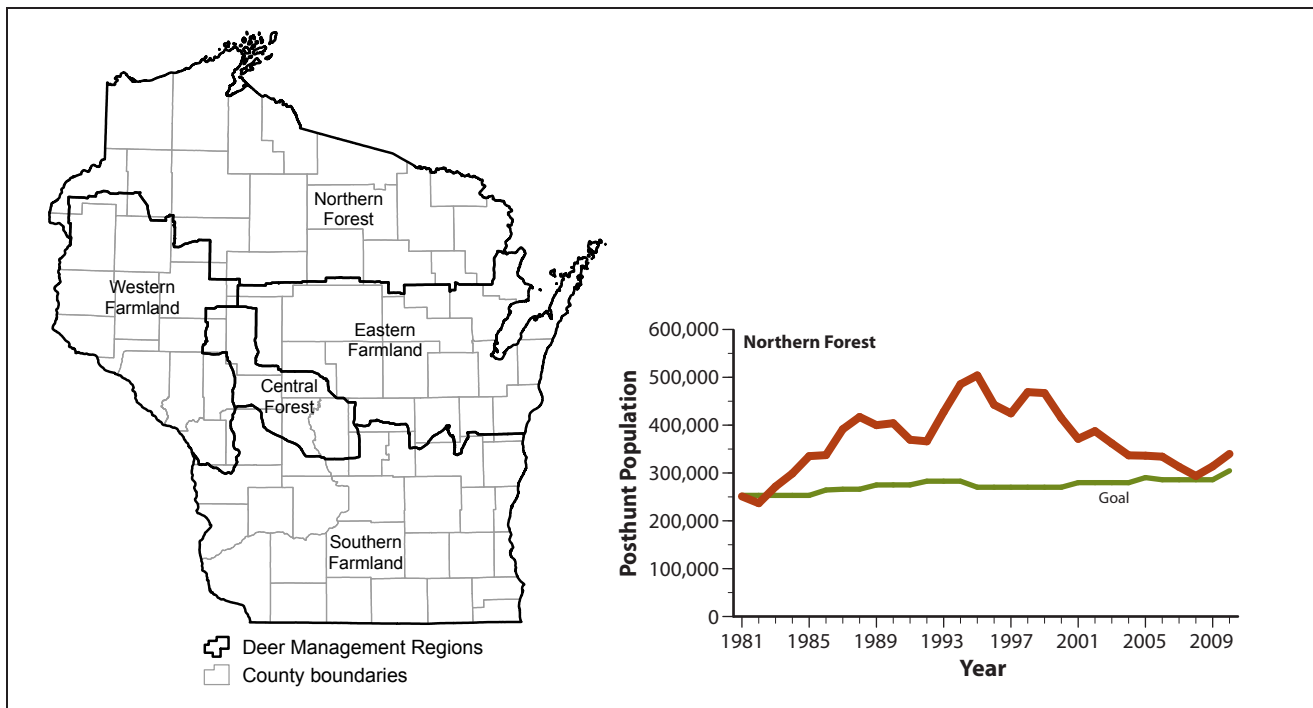 Northern
Forest
Western
Farmland
Eastern
Farmland
Central
Forest
Southern
Farmland
Deer Management Regions
County boundaries
Northern Forest
Posthunt Population
600,000
500,000
400,000
300,000
200,000
100,000
0
Goal
1981 1985 1989 1993 1997 2001 2005 2009
Year